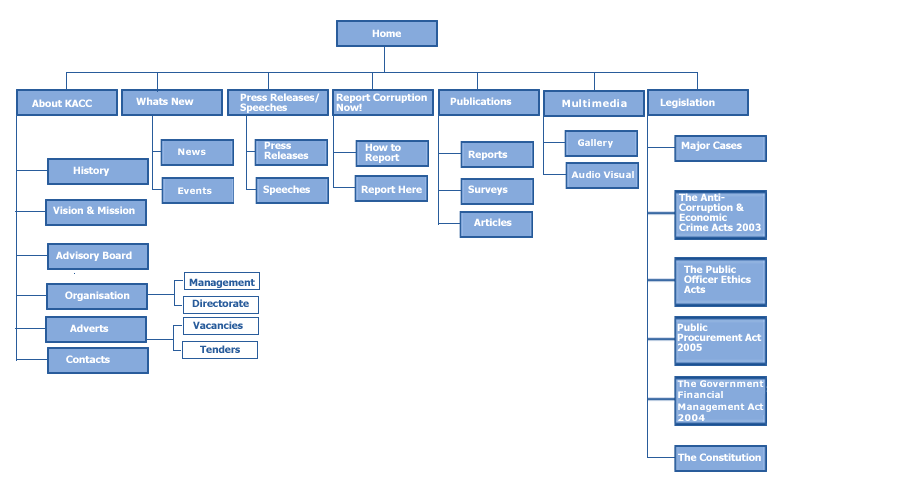 Home
About KACC
Whats New
Press Releases/
Speeches
Report Corruption
Now!
Publications
Multimedia
Legislation
History
Vision & Mission
Advisory Board
Organisation
Adverts
Contacts
Management
Directorate
Vacancies
Tenders
News
Events
Press
Releases
Speeches
How to
Report
Report Here
Reports
Surveys
Articles
Gallery
Audio Visual
Major Cases
The Anti-
Corruption &
Economic
Crime Acts 2003
The Public
Officer Ethics
Acts
Public
Procurement Act
2005
The Government
Financial
Management Act
2004
The Constitution